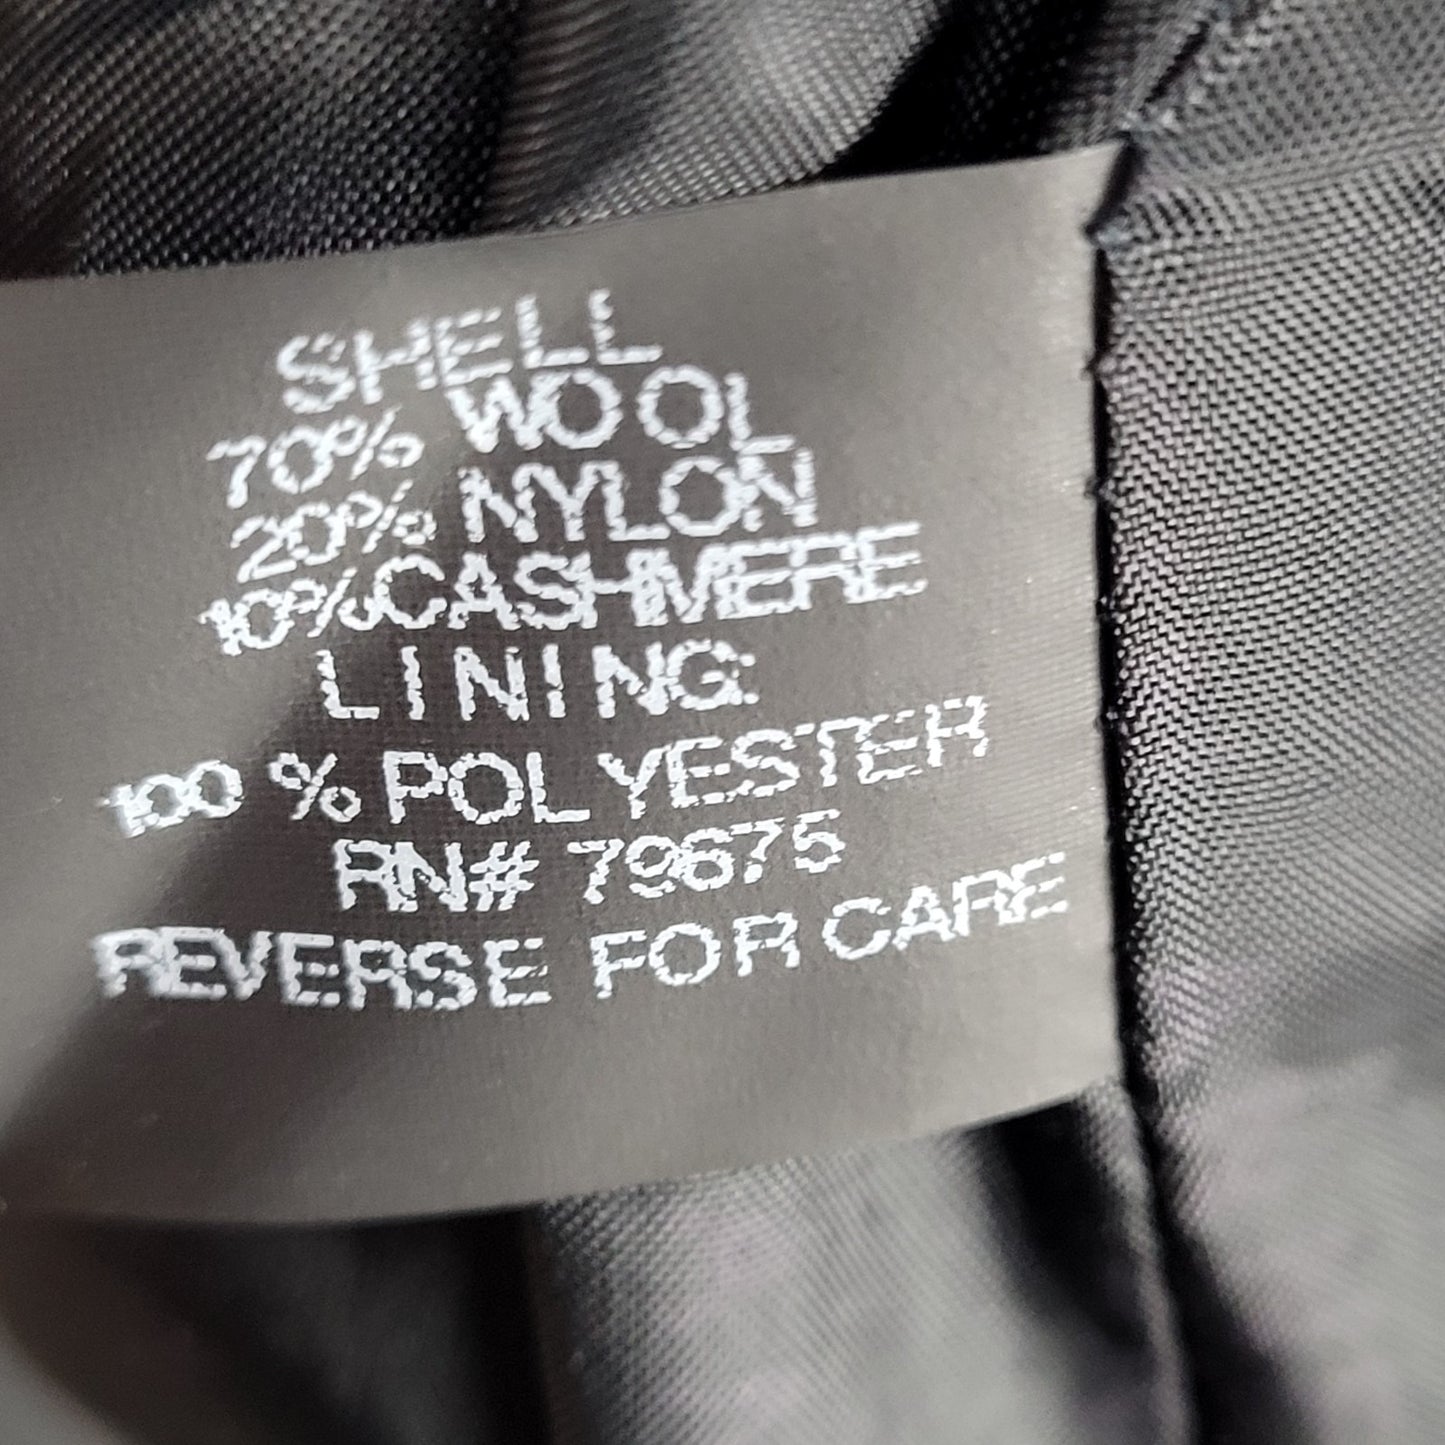 SHELL
70% WOOL
20% NYLON
10% CASHMERE
LINING:
100 % POLYESTER
RN# 79675
REVERSE FOR CARE